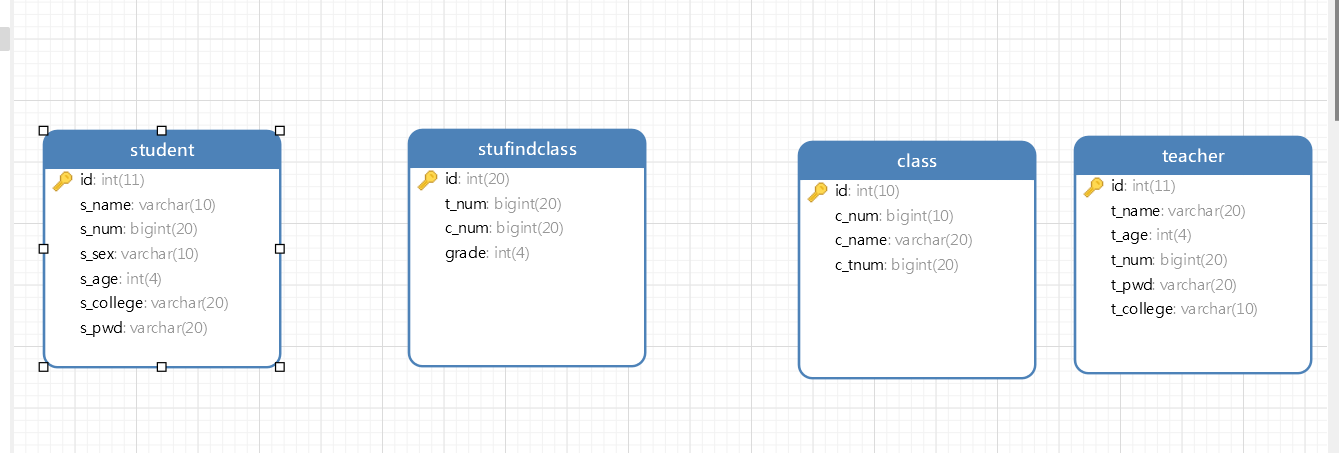 student
id: int(11)
s_name: varchar(10)
s_num: bigint(20)
s_sex: varchar(10)
s_age: int(4)
s_college: varchar(20)
s_pwd: varchar(20)
stufindclass
id: int(20)
t_num: bigint(20)
c_num: bigint(20)
grade: int(4)
class
id: int(10)
c_num: bigint(10)
c_name: varchar(20)
c_tnum: bigint(20)
teacher
id: int(11)
t_name: varchar(20)
t_age: int(4)
t_num: bigint(20)
t_pwd: varchar(20)
t_college: varchar(10)